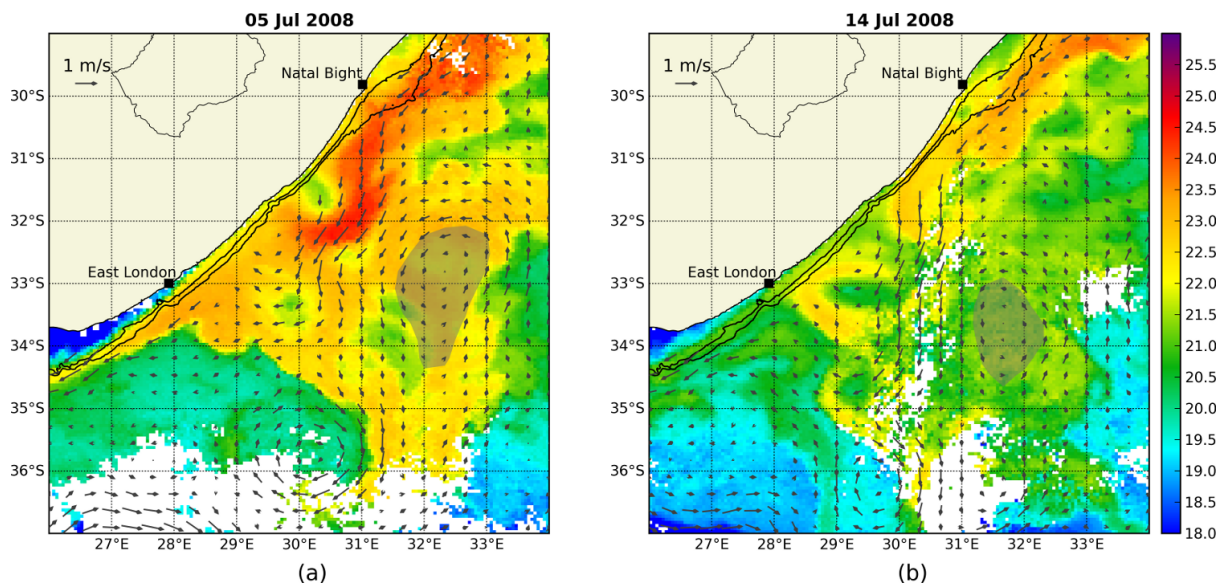 05 Jul 2008
14 Jul 2008
1 m/s
Natal Bight
East London
30°S
31°S
32°S
33°S
34°S
35°S
36°S
27°E
28°E
29°E
30°E
31°E
32°E
33°E
(a)
1 m/s
Natal Bight
East London
30°S
31°S
32°S
33°S
34°S
35°S
36°S
27°E
28°E
29°E
30°E
31°E
32°E
33°E
(b)
25.5
25.0
24.5
24.0
23.5
23.0
22.5
22.0
21.5
21.0
20.5
20.0
19.5
19.0
18.5
18.0